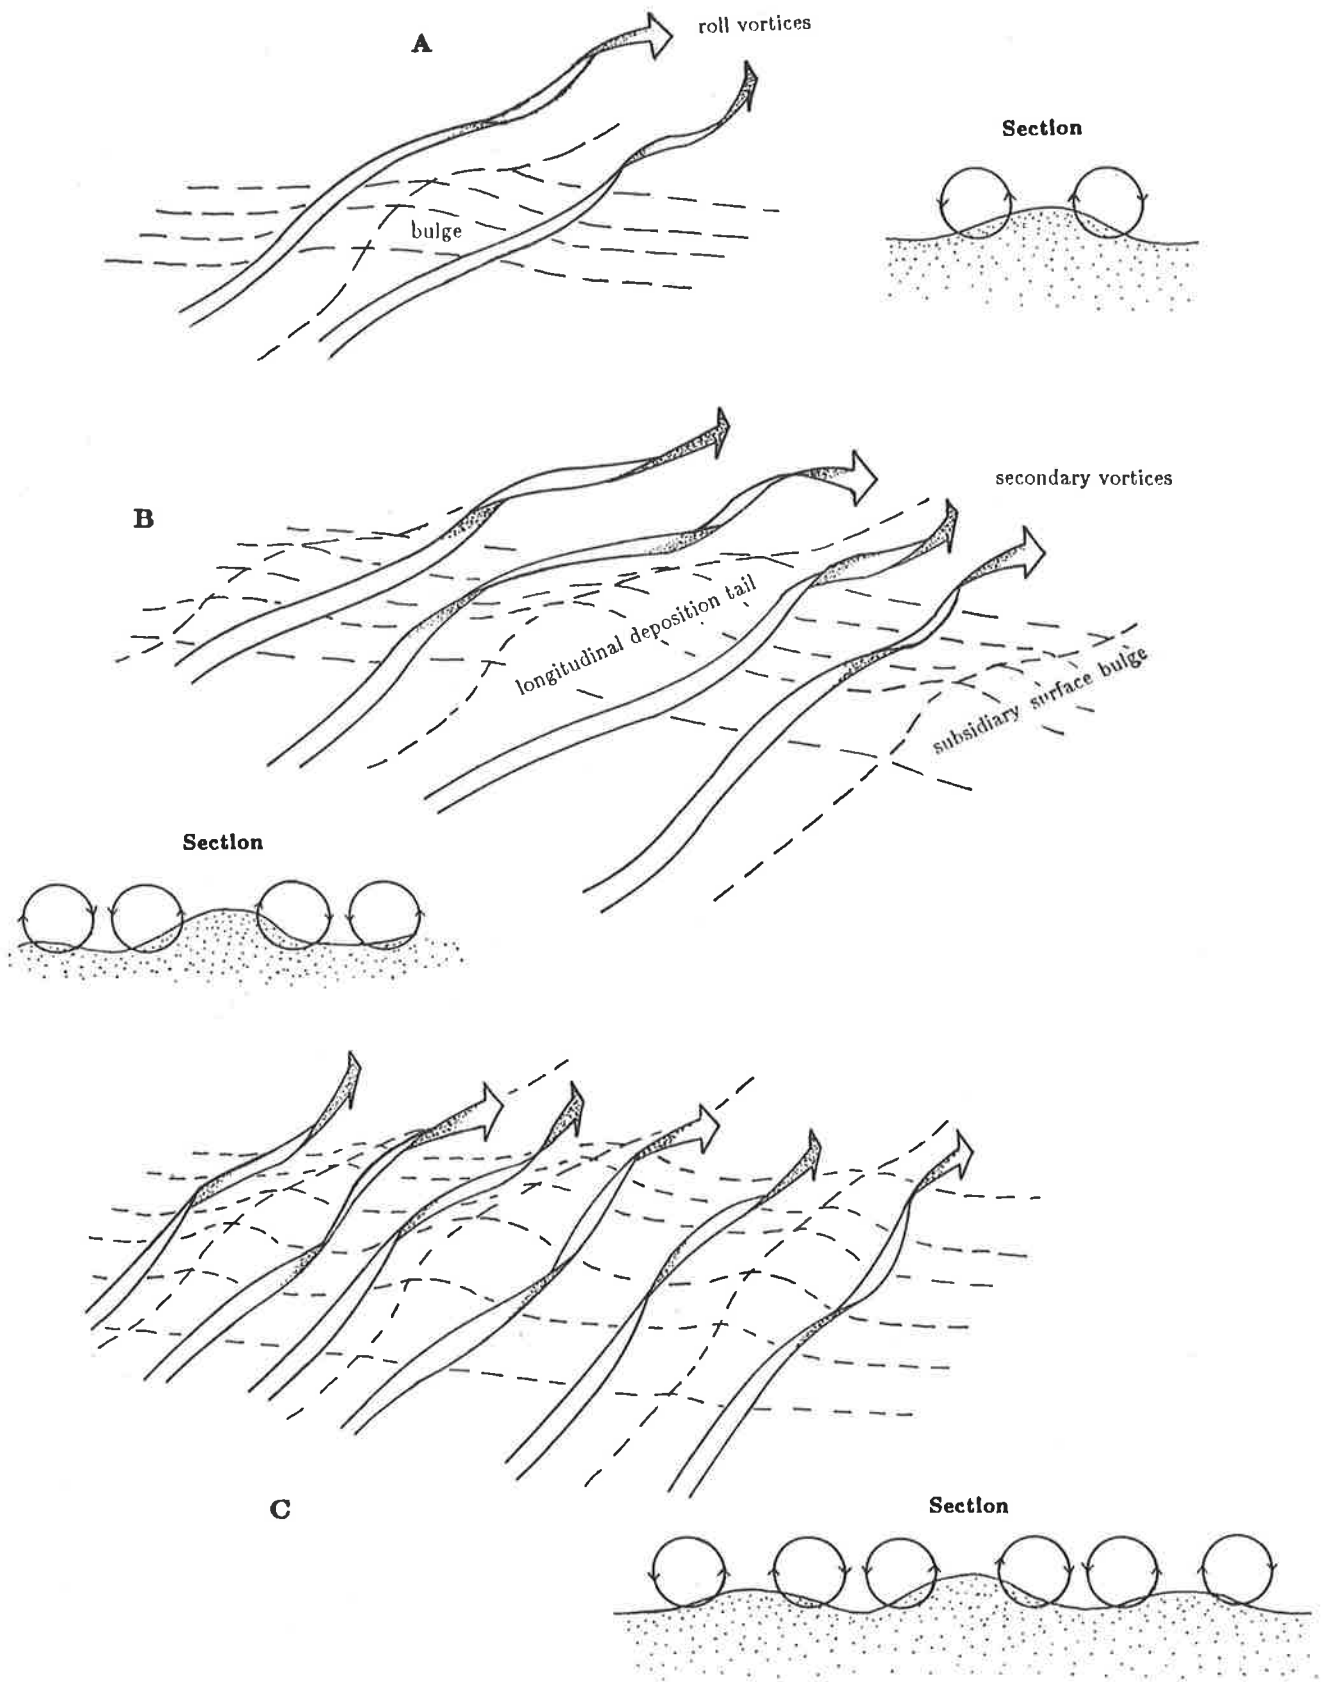 A
roll vortices
Section
bulge
B
secondary vortices
longitudinal deposition tail
subsidiary surface bulge
Section
C
Section